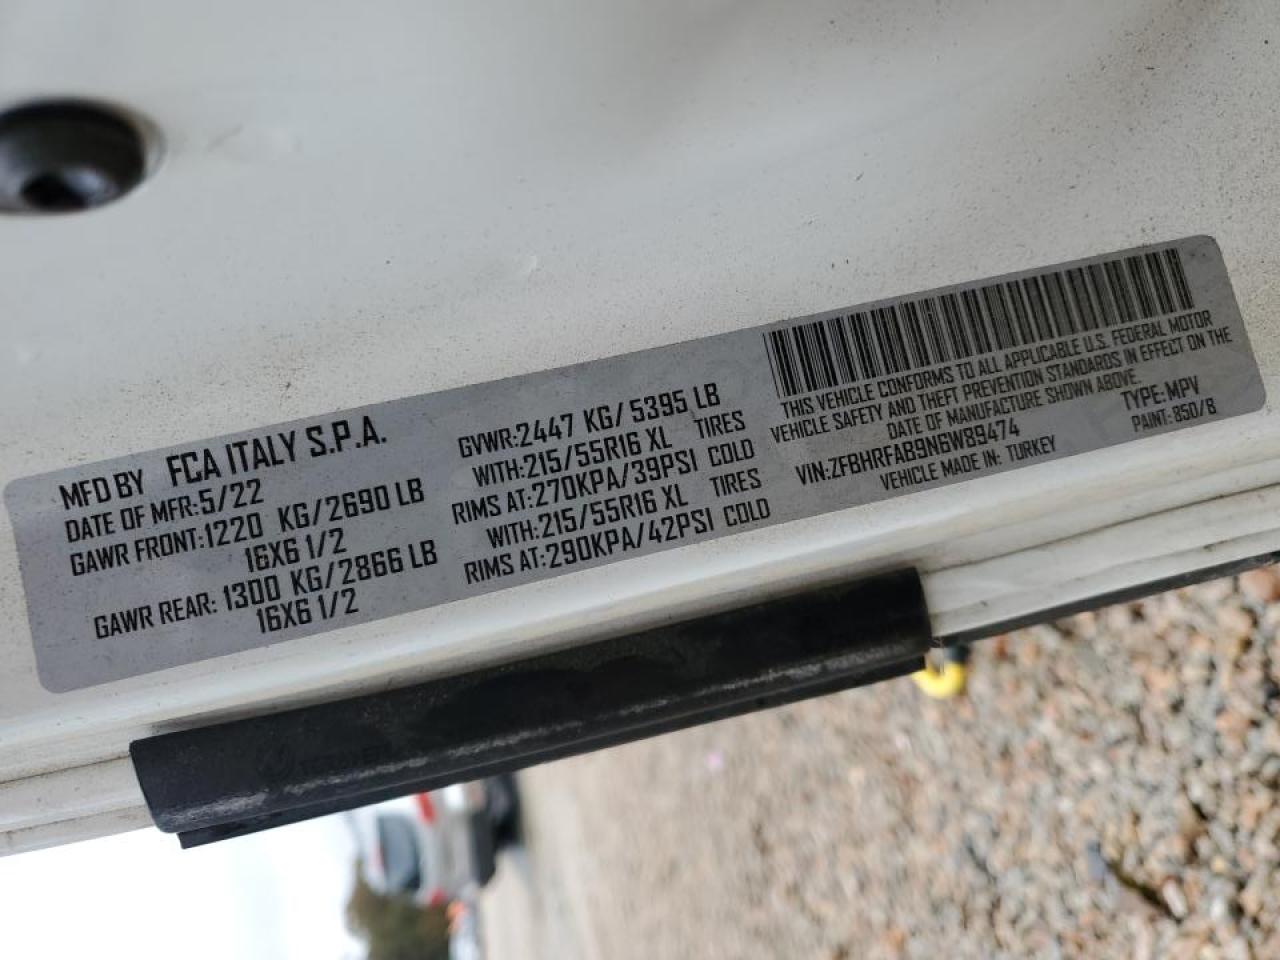 MFD BY FCA ITALY S.P.A.
DATE OF MFR:5/22
GAWR FRONT:1220 KG/2690 LB
16X6 1/2
GAWR REAR: 1300 KG/2866 LB
16X6 1/2
GVWR:2447 KG/ 5395 LB
WITH:215/55R16 XL TIRES
RIMS AT:270KPA/39PSI COLD
WITH:215/55R16 XL TIRES
RIMS AT:290KPA/42PSI COLD
THIS VEHICLE CONFORMS TO ALL APPLICABLE U.S. FEDERAL MOTOR
VEHICLE SAFETY AND THEFT PREVENTION STANDARDS IN EFFECT ON THE
DATE OF MANUFACTURE SHOWN ABOVE.
VIN:ZFBHRFAB9N6W89474 TYPE:MPV
VEHICLE MADE IN: TURKEY PAINT: 850/B